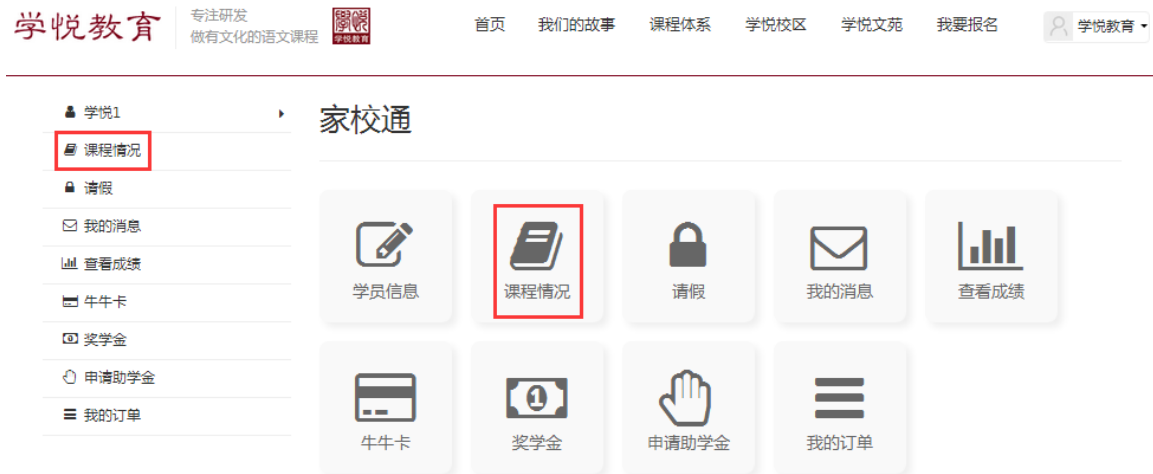 学悦教育
专注研发
做有文化的语文课程
學悦
学悦教育
首页 我们的故事 课程体系 学悦校区 学悦文苑 我要报名 学悦教育
学悦1
课程情况
请假
我的消息
查看成绩
牛牛卡
奖学金
申请助学金
我的订单
家校通
学员信息 课程情况 请假 我的消息 查看成绩
1
牛牛卡 奖学金 申请助学金 我的订单